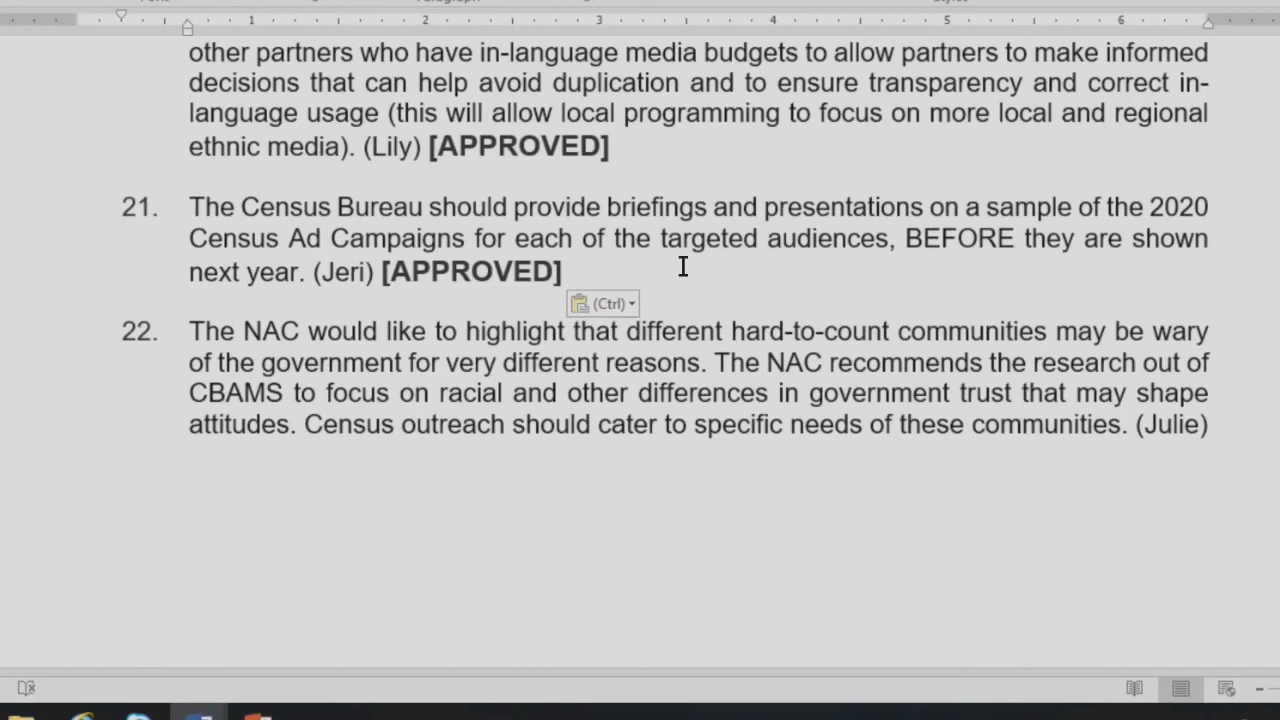 1 2 3 4 5 6
other partners who have in-language media budgets to allow partners to make informed
decisions that can help avoid duplication and to ensure transparency and correct in-
language usage (this will allow local programming to focus on more local and regional
ethnic media). (Lily) [APPROVED]
21. The Census Bureau should provide briefings and presentations on a sample of the 2020
Census Ad Campaigns for each of the targeted audiences, BEFORE they are shown
next year. (Jeri) [APPROVED]
(Ctrl)
22. The NAC would like to highlight that different hard-to-count communities may be wary
of the government for very different reasons. The NAC recommends the research out of
CBAMS to focus on racial and other differences in government trust that may shape
attitudes. Census outreach should cater to specific needs of these communities. (Julie)